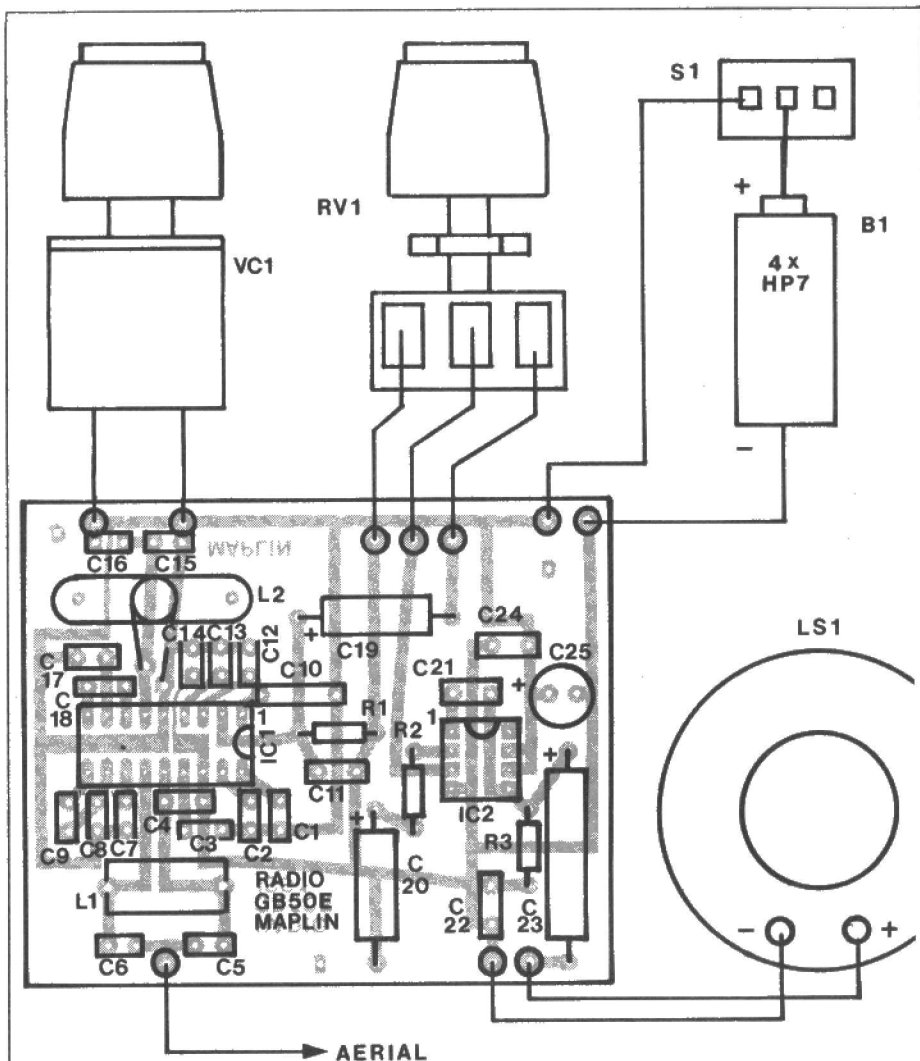 S1
RV1
+
B1
VC1
4x
HP7
-
C16
C15
MAPLIN
L2
C14
C13
C12
C19
+
C24
C25
LS1
C
17
C10
C21
+
C
18
1
R1
R2
1
IC1
+
C11
IC2
C9
C8
C7
C4
C3
C2
C1
+
R3
L1
RADIO
GB50E
MAPLIN
C
20
C
22
C
23
-
+
C6
C5
AERIAL